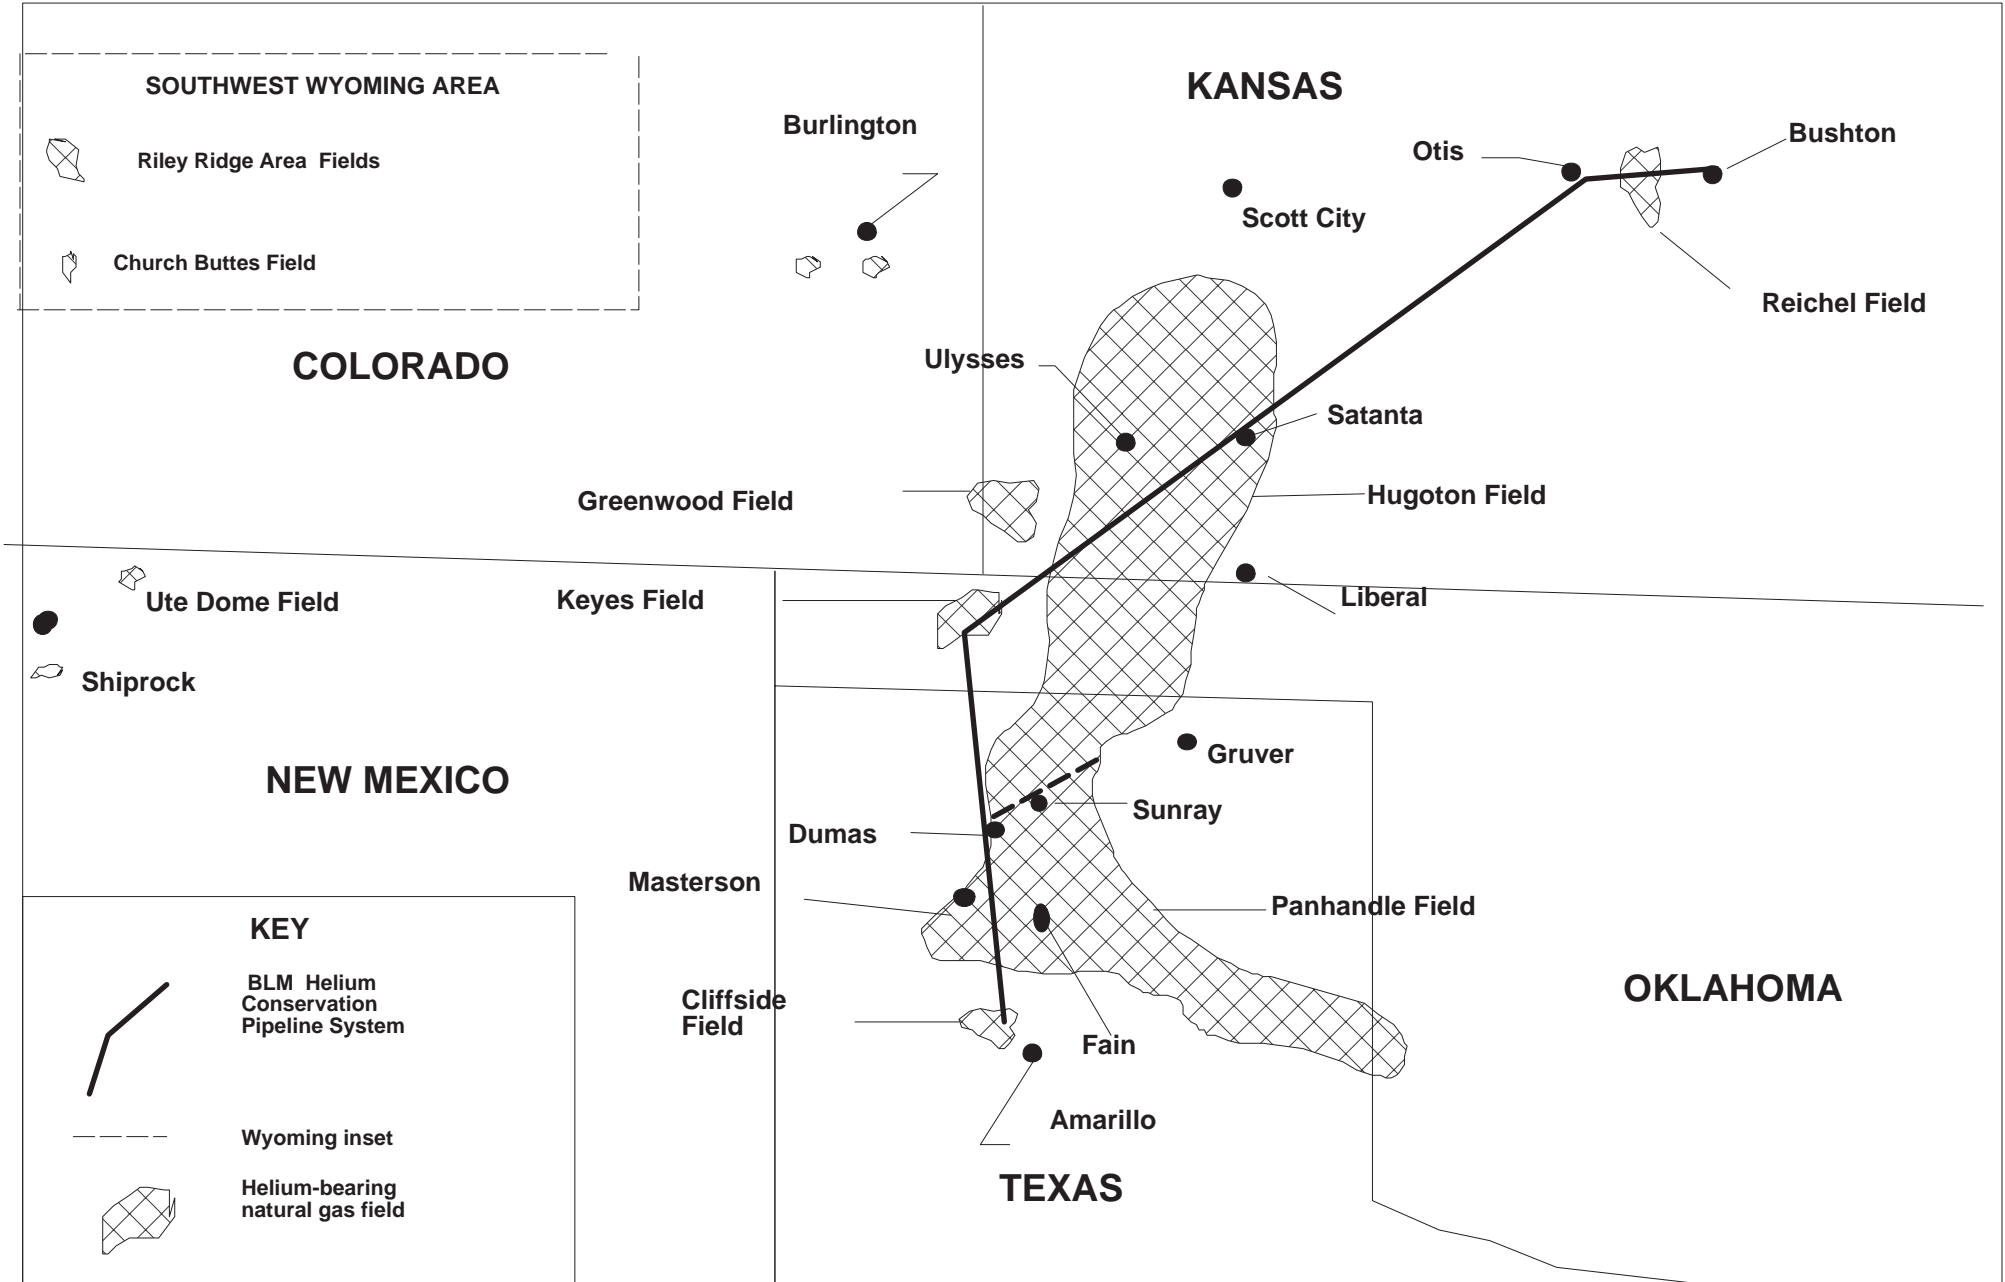 SOUTHWEST WYOMING AREA
Riley Ridge Area Fields
Church Buttes Field
KANSAS
Burlington
Otis
Bushton
Scott City
Reichel Field
COLORADO
Ulysses
Satanta
Greenwood Field
Hugoton Field
Ute Dome Field
Keyes Field
Liberal
Shiprock
NEW MEXICO
Gruver
Sunray
Dumas
Masterson
Panhandle Field
OKLAHOMA
Cliffside
Field
Fain
Amarillo
TEXAS
KEY
BLM Helium
Conservation
Pipeline System
Wyoming inset
Helium-bearing
natural gas field